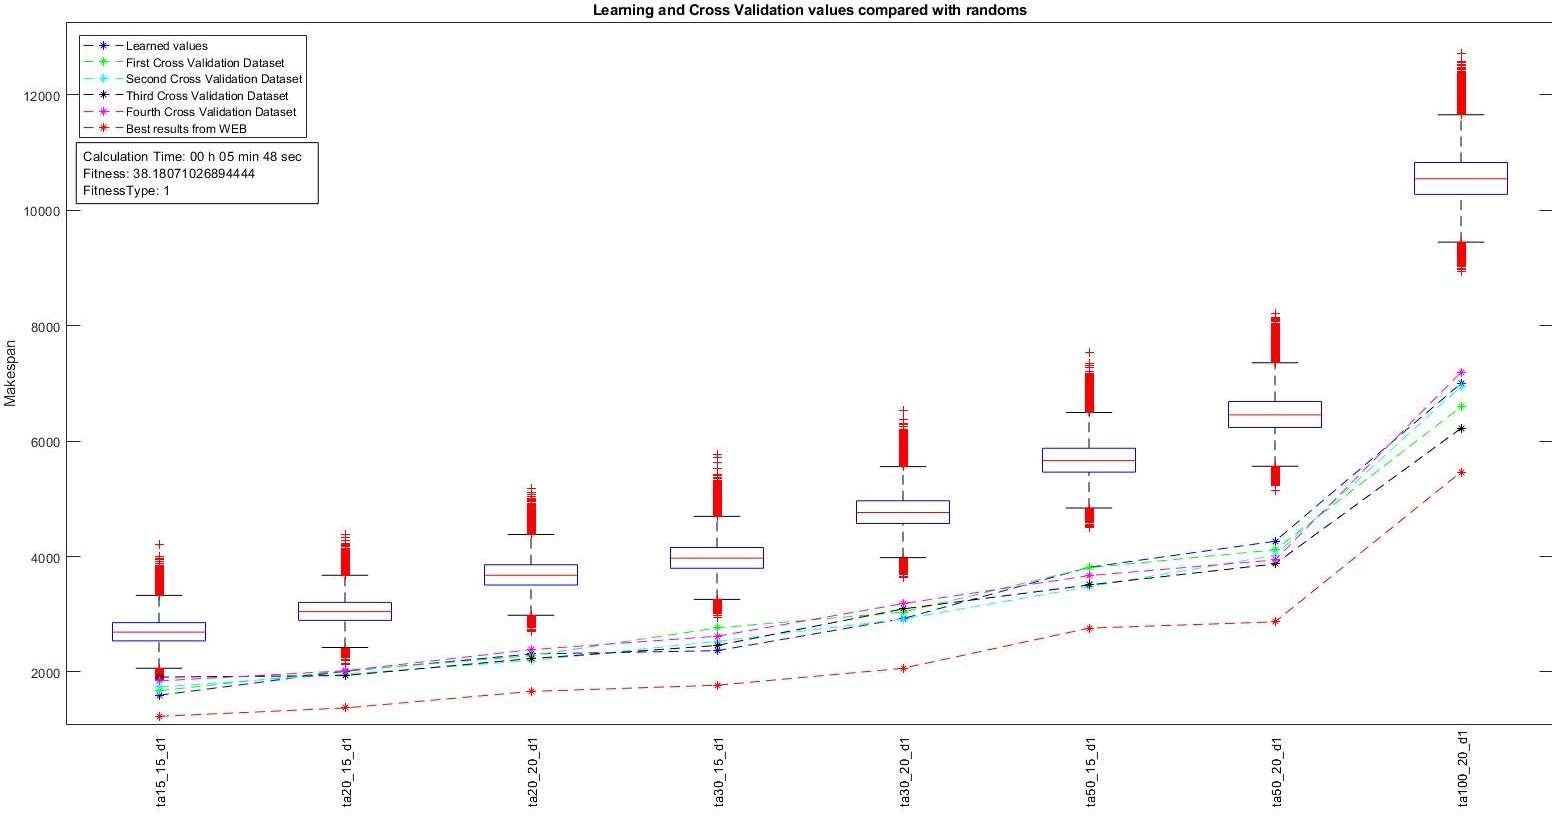 Learning and Cross Validation values compared with randoms
Learned values
First Cross Validation Dataset
Second Cross Validation Dataset
Third Cross Validation Dataset
Fourth Cross Validation Dataset
Best results from WEB
Calculation Time: 00 h 05 min 48 sec
Fitness: 38.18071026894444
FitnessType: 1
Makespan
12000
10000
8000
6000
4000
2000
ta15_15_d1
ta20_15_d1
ta20_20_d1
ta30_15_d1
ta30_20_d1
ta50_15_d1
ta50_20_d1
ta100_20_d1